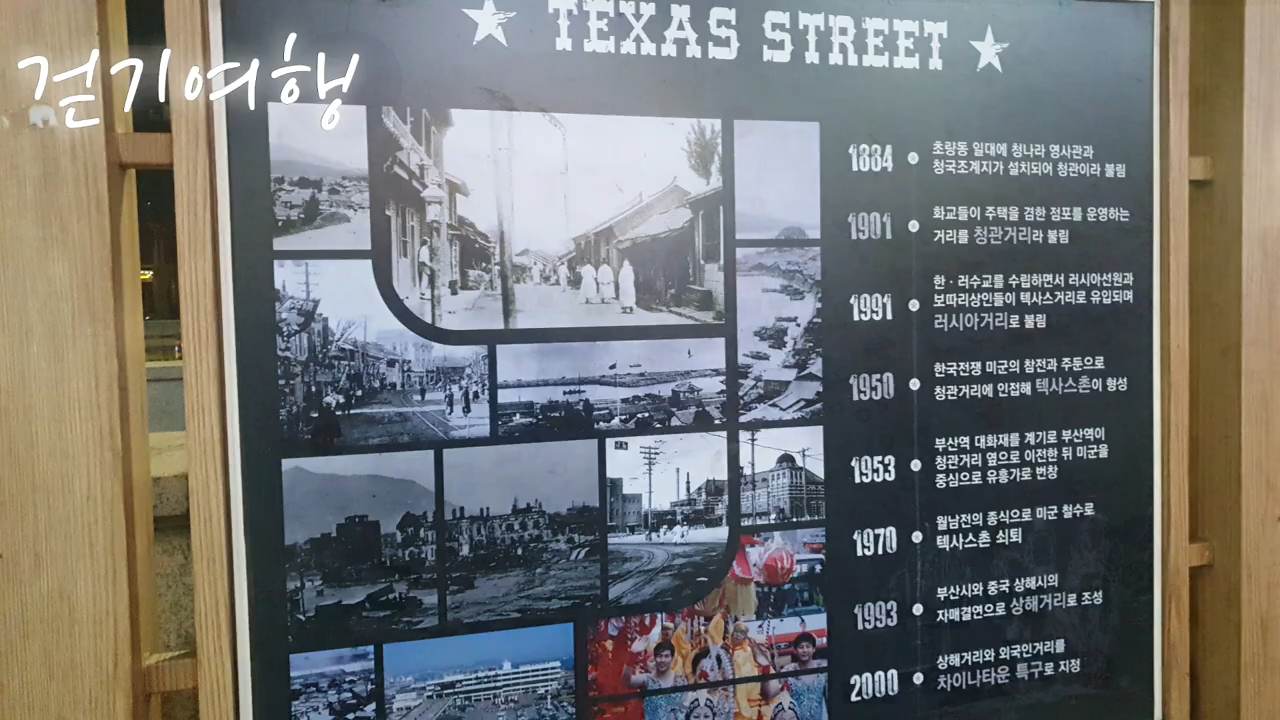 걷기여행
TEXAS STREET
1884
초량동 일대에 청나라 영사관과
청국조계지가 설치되어 청관이라 불림
1901
화교들이 주택을 겸한 점포를 운영하는
거리를 청관거리라 불림
1991
한·러수교를 수립하면서 러시아선원과
보따리상인들이 텍사스거리로 유입되며
러시아거리로 불림
1950
한국전쟁 미군의 참전과 주둔으로
청관거리에 인접해 텍사스촌이 형성
1953
부산역 대화재를 계기로 부산역이
청관거리 옆으로 이전한 뒤 미군을
중심으로 유흥가로 번창
1970
월남전의 종식으로 미군 철수로
텍사스촌 쇠퇴
1993
부산시와 중국 상해시의
자매결연으로 상해거리로 조성
2000
상해거리와 외국인거리를
차이나타운 특구로 지정